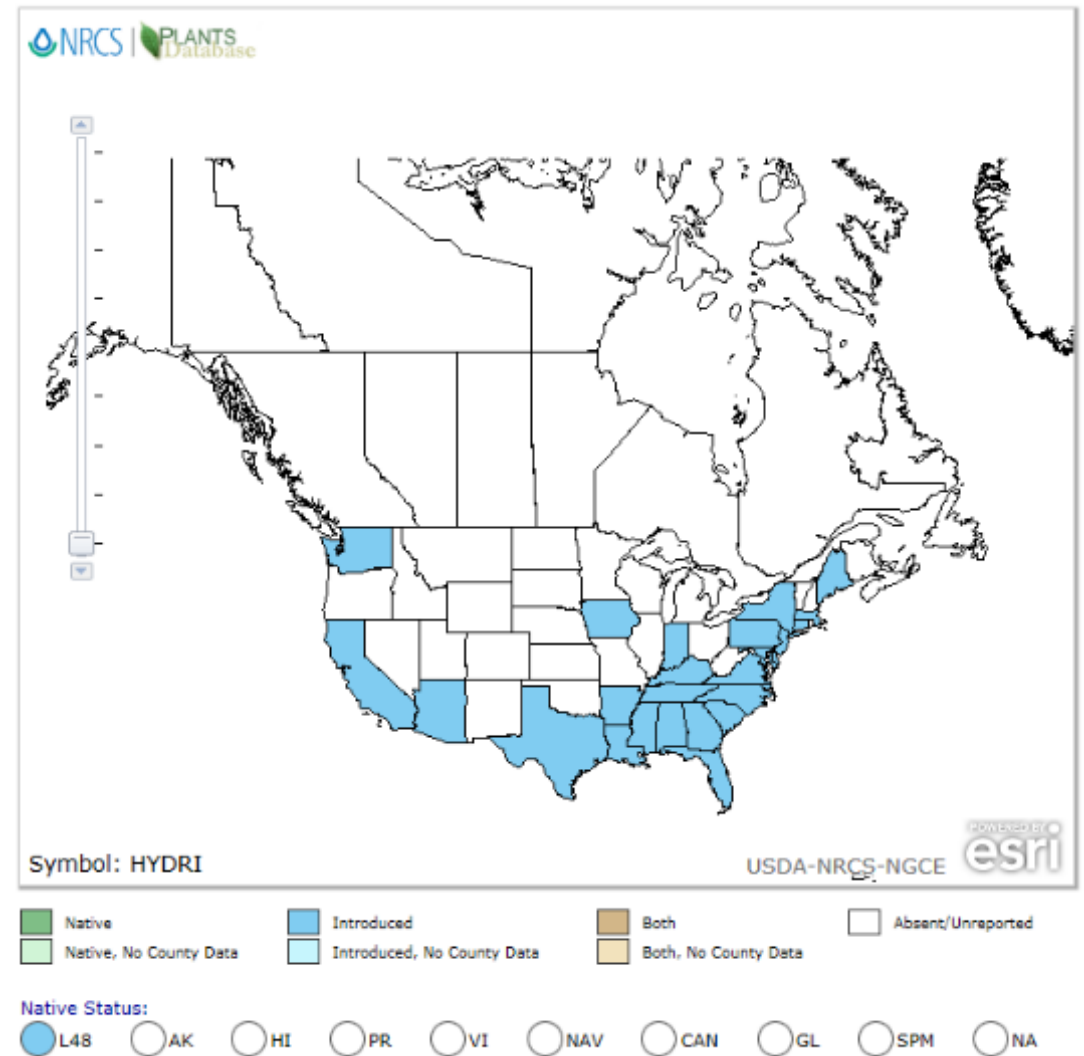 NRCS | PLANTS
Database
Symbol: HYDRI
USDA-NRCS-NGCE
POWERED BY
esri
Native
Introduced
Both
Absent/Unreported
Native, No County Data
Introduced, No County Data
Both, No County Data
Native Status:
L48 AK HI PR VI NAV CAN GL SPM NA